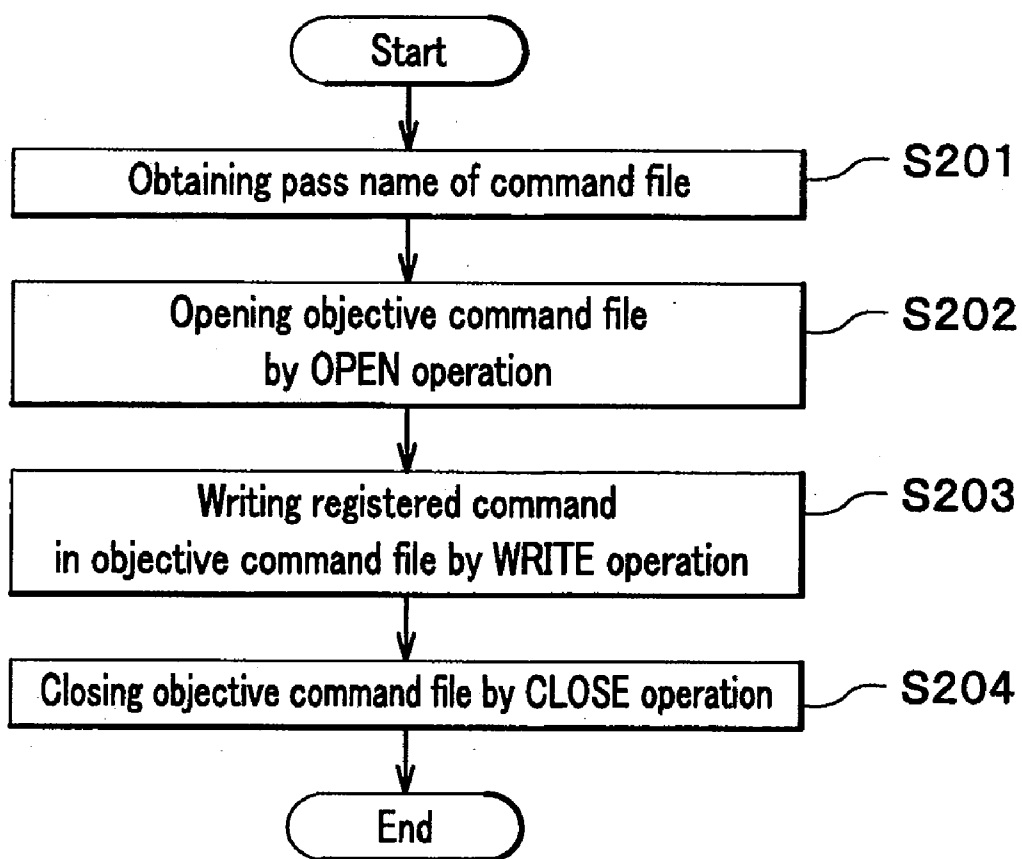 Start
Obtaining pass name of command file
S201
Opening objective command file
by OPEN operation
S202
Writing registered command
in objective command file by WRITE operation
S203
Closing objective command file by CLOSE operation
S204
End